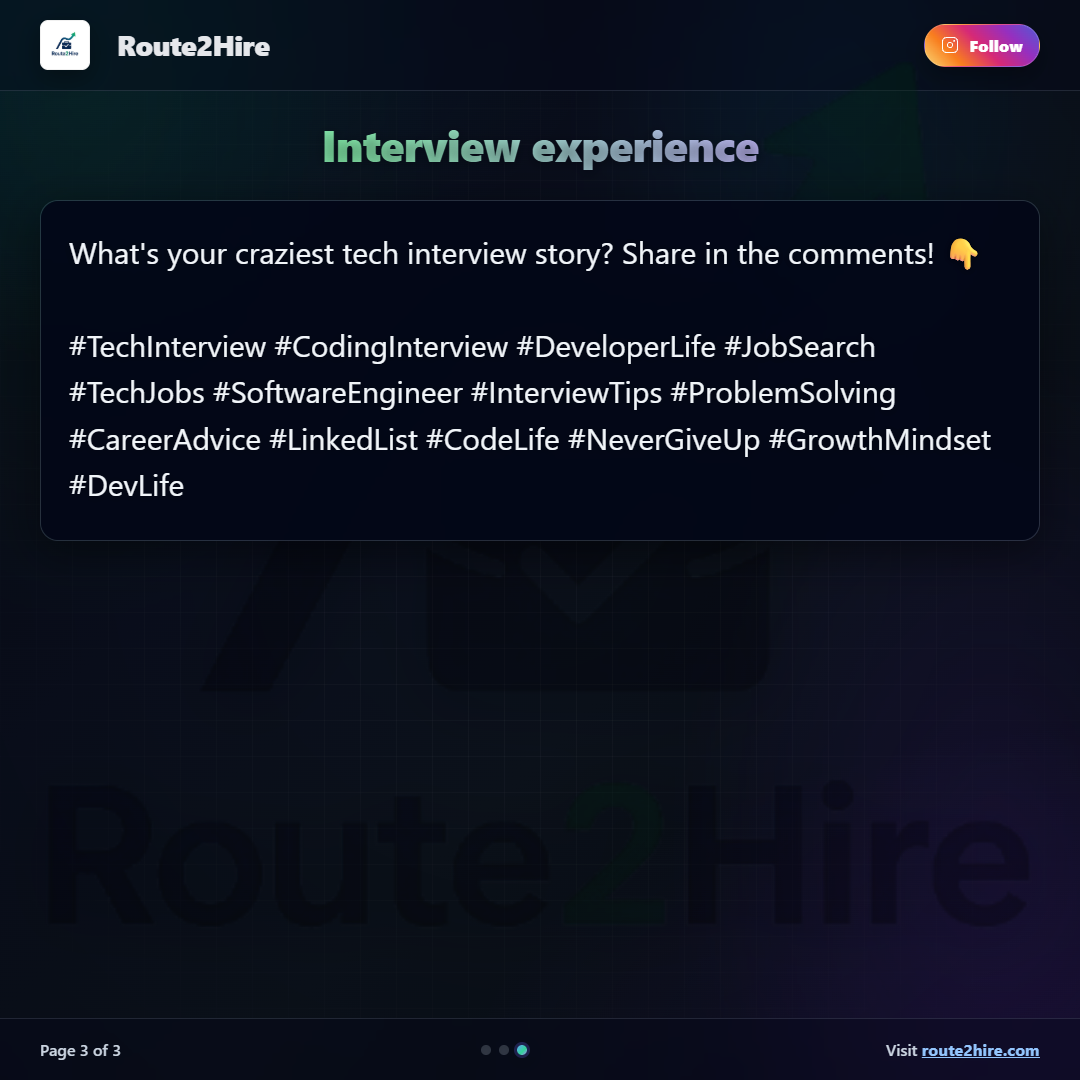 Route2Hire
Route2Hire
Follow
Interview experience
What's your craziest tech interview story? Share in the comments! 👇
#TechInterview #CodingInterview #DeveloperLife #JobSearch
#TechJobs #SoftwareEngineer #InterviewTips #ProblemSolving
#CareerAdvice #LinkedList #CodeLife #NeverGiveUp #GrowthMindset
#DevLife
Route2Hire
Page 3 of 3
Visit route2hire.com